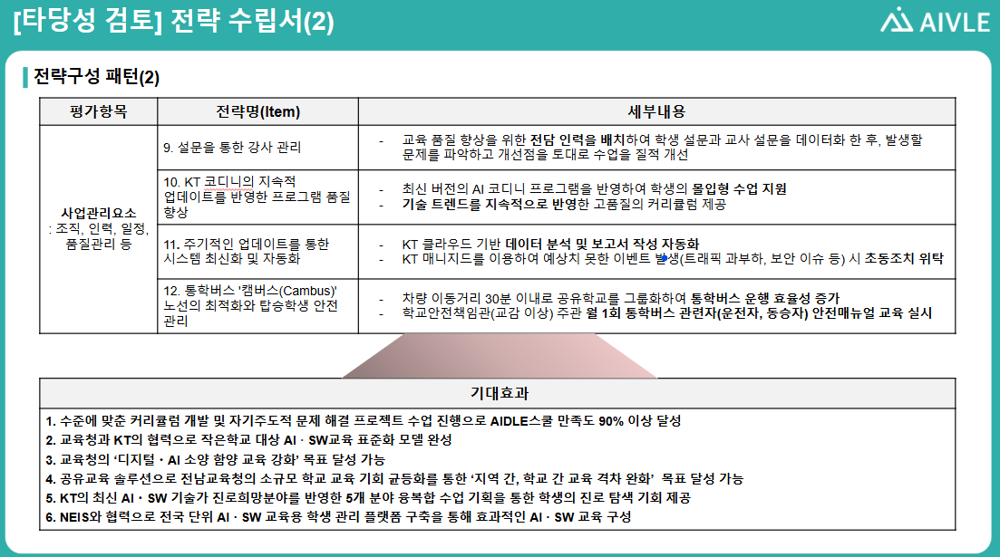 [타당성 검토] 전략 수립서(2)
AIVLE
전략구성 패턴(2)
평가항목
전략명(Item)
세부내용
사업관리요소
: 조직, 인력, 일정,
품질관리 등
9. 설문을 통한 강사 관리
- 교육 품질 향상을 위한 전담 인력을 배치하여 학생 설문과 교사 설문을 데이터화 한 후, 발생할
문제를 파악하고 개선점을 토대로 수업을 질적 개선
10. KT 코디니의 지속적
업데이트를 반영한 프로그램 품질
향상
- 최신 버전의 AI 코디니 프로그램을 반영하여 학생의 몰입형 수업 지원
- 기술 트렌드를 지속적으로 반영한 고품질의 커리큘럼 제공
11. 주기적인 업데이트를 통한
시스템 최신화 및 자동화
- KT 클라우드 기반 데이터 분석 및 보고서 작성 자동화
- KT 매니지드를 이용하여 예상치 못한 이벤트 발생(트래픽 과부하, 보안 이슈 등) 시 초동조치 위탁
12. 통학버스 '캠버스(Cambus)'
노선의 최적화와 탑승학생 안전
관리
- 차량 이동거리 30분 이내로 공유학교를 그룹화하여 통학버스 운행 효율성 증가
- 학교안전책임관(교감 이상) 주관 월 1회 통학버스 관련자(운전자, 동승자) 안전매뉴얼 교육 실시
기대효과
1. 수준에 맞춘 커리큘럼 개발 및 자기주도적 문제 해결 프로젝트 수업 진행으로 AIDLE스쿨 만족도 90% 이상 달성
2. 교육청과 KT의 협력으로 작은학교 대상 AI · SW교육 표준화 모델 완성
3. 교육청의 ‘디지털・AI 소양 함양 교육 강화’ 목표 달성 가능
4. 공유교육 솔루션으로 전남교육청의 소규모 학교 교육 기회 균등화를 통한 ‘지역 간, 학교 간 교육 격차 완화’ 목표 달성 가능
5. KT의 최신 AI・SW 기술가 진로희망분야를 반영한 5개 분야 융복합 수업 기획을 통한 학생의 진로 탐색 기회 제공
6. NEIS와 협력으로 전국 단위 AI · SW 교육용 학생 관리 플랫폼 구축을 통해 효과적인 AI · SW 교육 구성